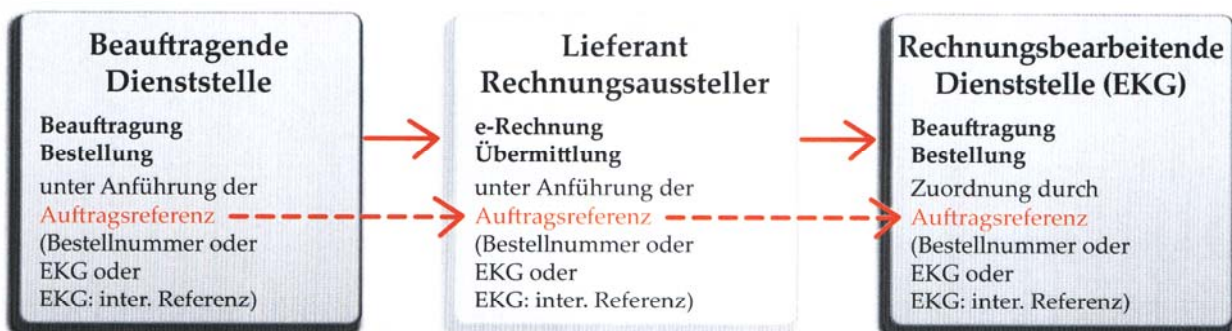 Beauftragende
Dienststelle
Beauftragung
Bestellung
unter Anführung der
Auftragsreferenz
(Bestellnummer oder
EKG oder
EKG: inter. Referenz)
Lieferant
Rechnungsaussteller
e-Rechnung
Übermittlung
unter Anführung der
Auftragsreferenz
(Bestellnummer oder
EKG oder
EKG: inter. Referenz)
Rechnungsbearbeitende
Dienststelle (EKG)
Beauftragung
Bestellung
Zuordnung durch
Auftragsreferenz
(Bestellnummer oder
EKG oder
EKG: inter. Referenz)